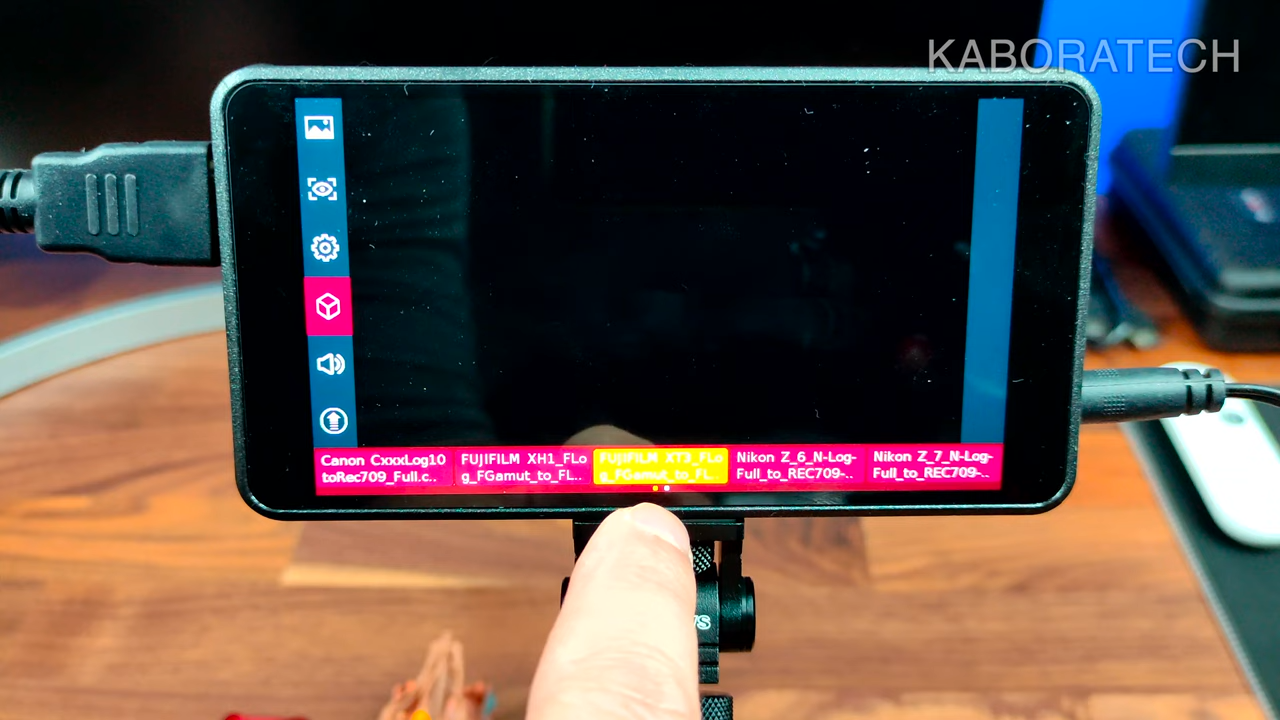 KABORATECH
Canon CxxxLog10
toRec709_Full.c..
FUJIFILM XH1_FLo
g_FGamut_to_FL..
FUJIFILM XT3_FLo
g_FGamut_to_FL..
Nikon Z_6_N-Log-
Full_to_REC709-..
Nikon Z_7_N-Log-
Full_to_REC709-..